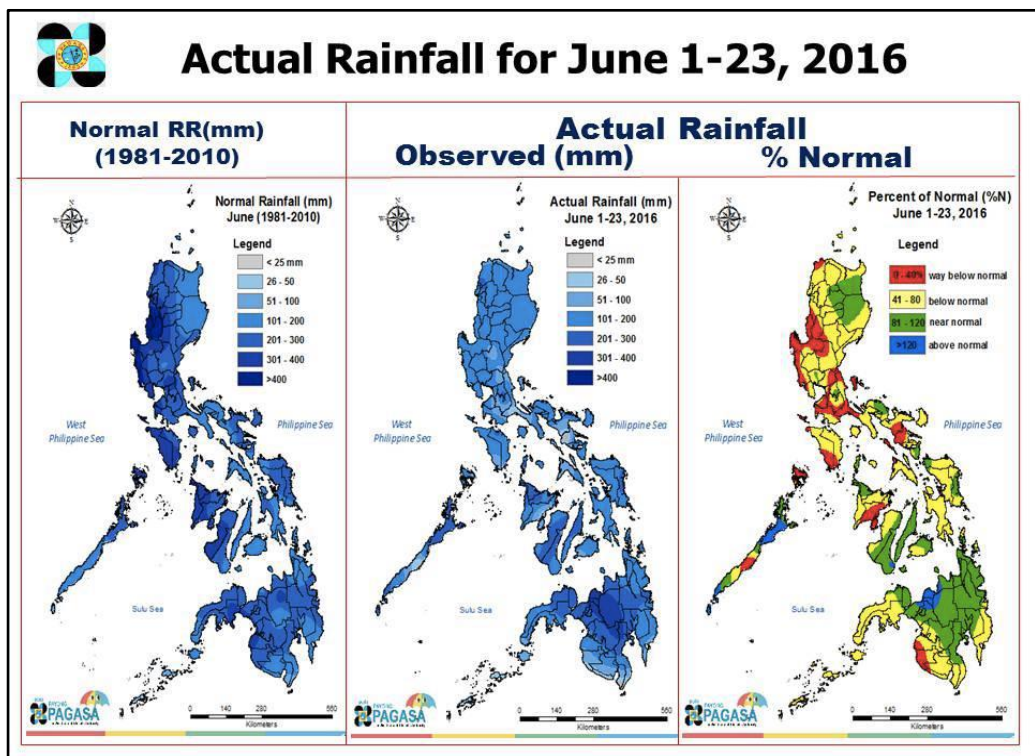 Actual Rainfall for June 1-23, 2016
Normal RR(mm)
(1981-2010)
Actual Rainfall
Observed (mm)
% Normal
N
W
E
S
Normal Rainfall (mm)
June (1981-2010)
Legend
< 25 mm
26 - 50
51 - 100
101 - 200
201 - 300
301 - 400
>400
West
Philippine Sea
Philippine Sea
Sulu Sea
PAGASA
0 140 280 560
Kilometers
N
W
E
S
Actual Rainfall (mm)
June 1-23, 2016
Legend
< 25 mm
26 - 50
51 - 100
101 - 200
201 - 300
301 - 400
>400
West
Philippine Sea
Philippine Sea
Sulu Sea
PAGASA
0 140 280 560
Kilometers
N
W
E
S
Percent of Normal (%N)
June 1-23, 2016
Legend
0 - 40% way below normal
41 - 80 below normal
81 - 120 near normal
>120 above normal
West
Philippine Sea
Philippine Sea
Sulu Sea
PAGASA
0 140 280 560
Kilometers